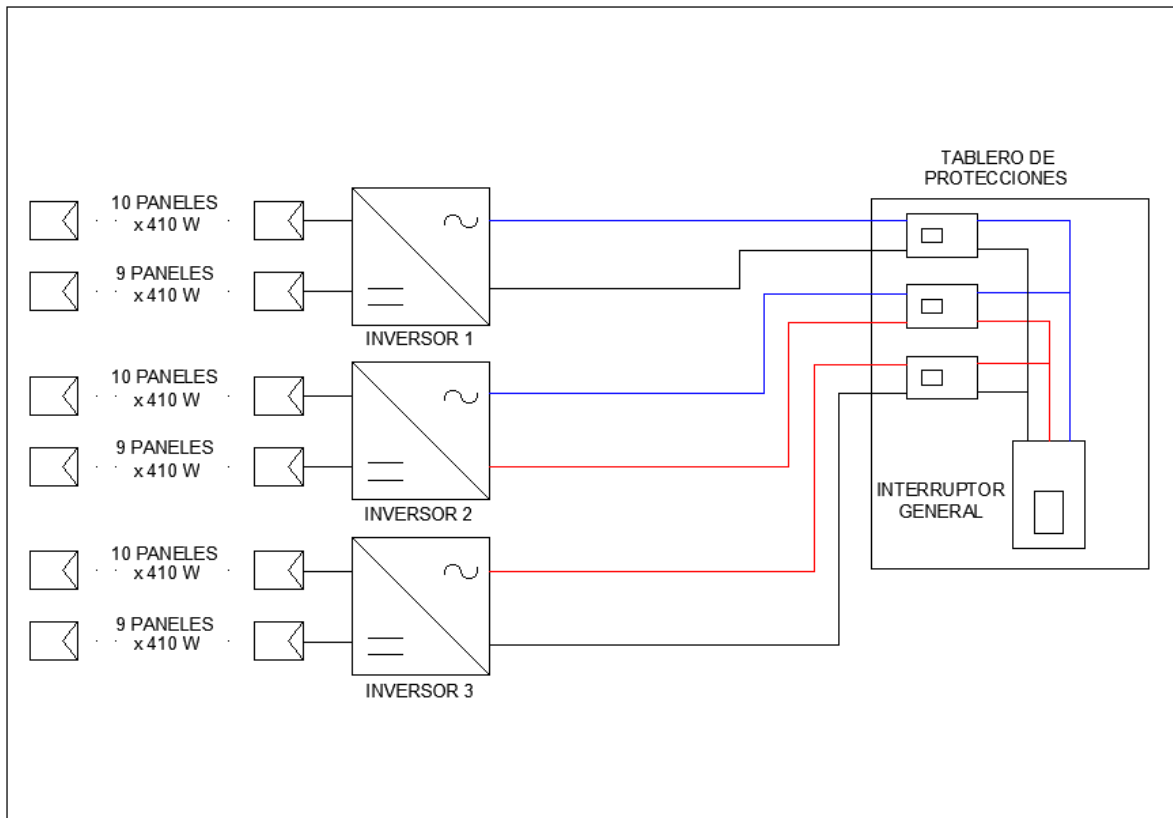 TABLERO DE
PROTECCIONES
10 PANELES
x 410 W
9 PANELES
x 410 W
INVERSOR 1
10 PANELES
x 410 W
9 PANELES
x 410 W
INVERSOR 2
INTERRUPTOR
GENERAL
10 PANELES
x 410 W
9 PANELES
x 410 W
INVERSOR 3